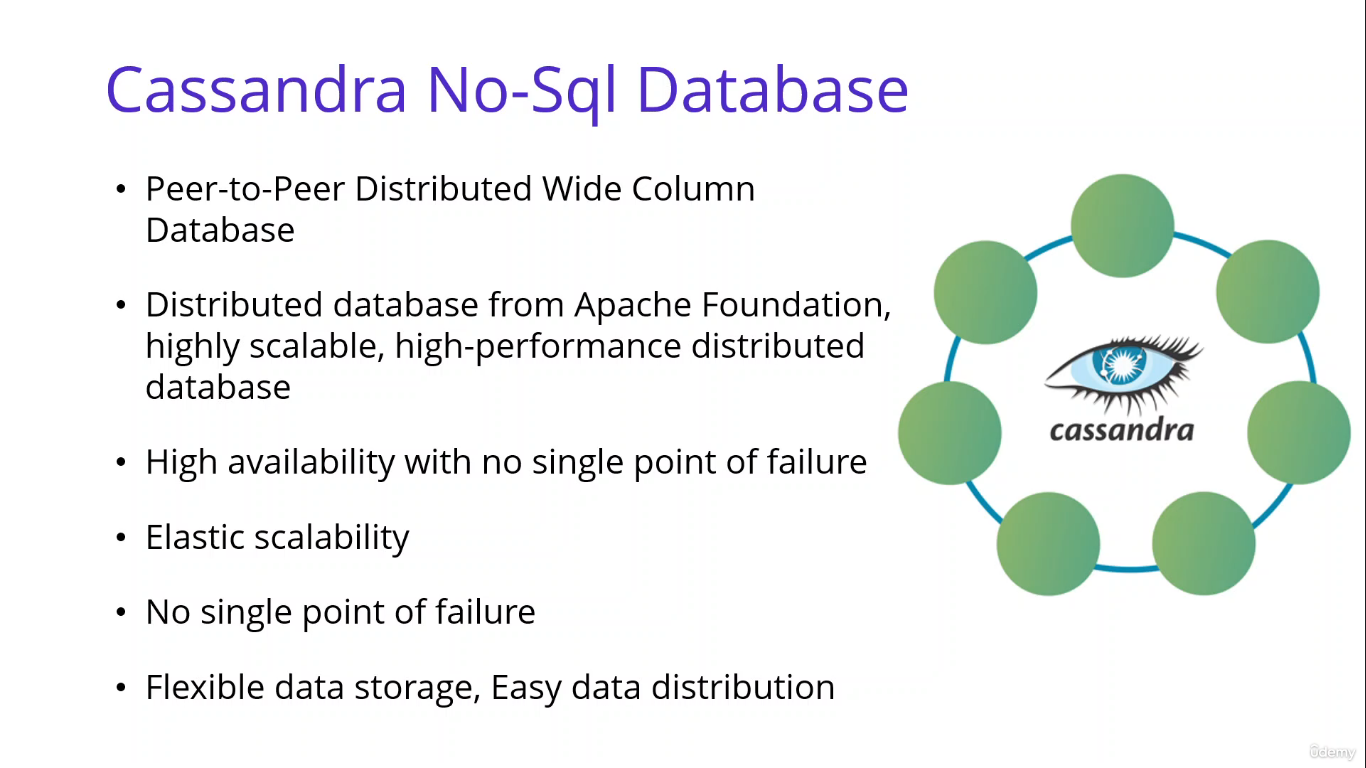 Cassandra No-Sql Database
• Peer-to-Peer Distributed Wide Column
Database
• Distributed database from Apache Foundation,
highly scalable, high-performance distributed
database
• High availability with no single point of failure
• Elastic scalability
• No single point of failure
• Flexible data storage, Easy data distribution
cassandra
ûdemy